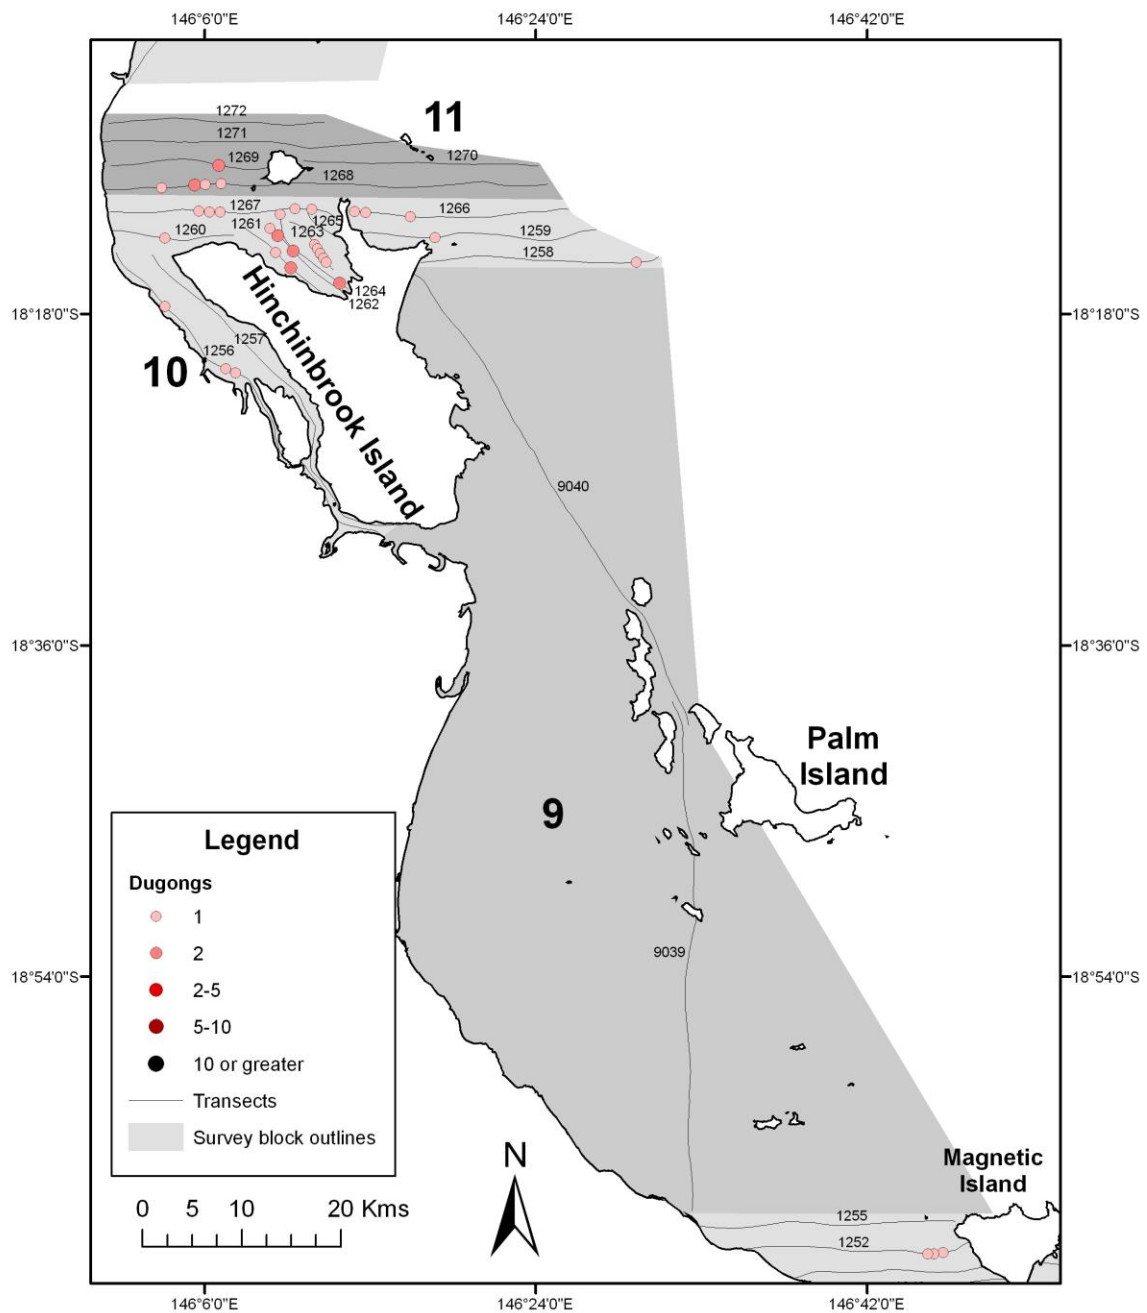 146°6'0"E 146°24'0"E 146°42'0"E
1272
11
1271
1269
1270
1268
1267
1266
1265
1261
1260
1263
1259
1258
1264
1262
18°18'0"S
18°18'0"S
1257
1256
10
Hinchinbrook Island
9040
18°36'0"S
18°36'0"S
Palm
Island
9
Legend
Dugongs
1
2
2-5
5-10
10 or greater
Transects
Survey block outlines
9039
18°54'0"S
18°54'0"S
N
Magnetic
Island
0 5 10 20 Kms
1255
1252
146°6'0"E 146°24'0"E 146°42'0"E